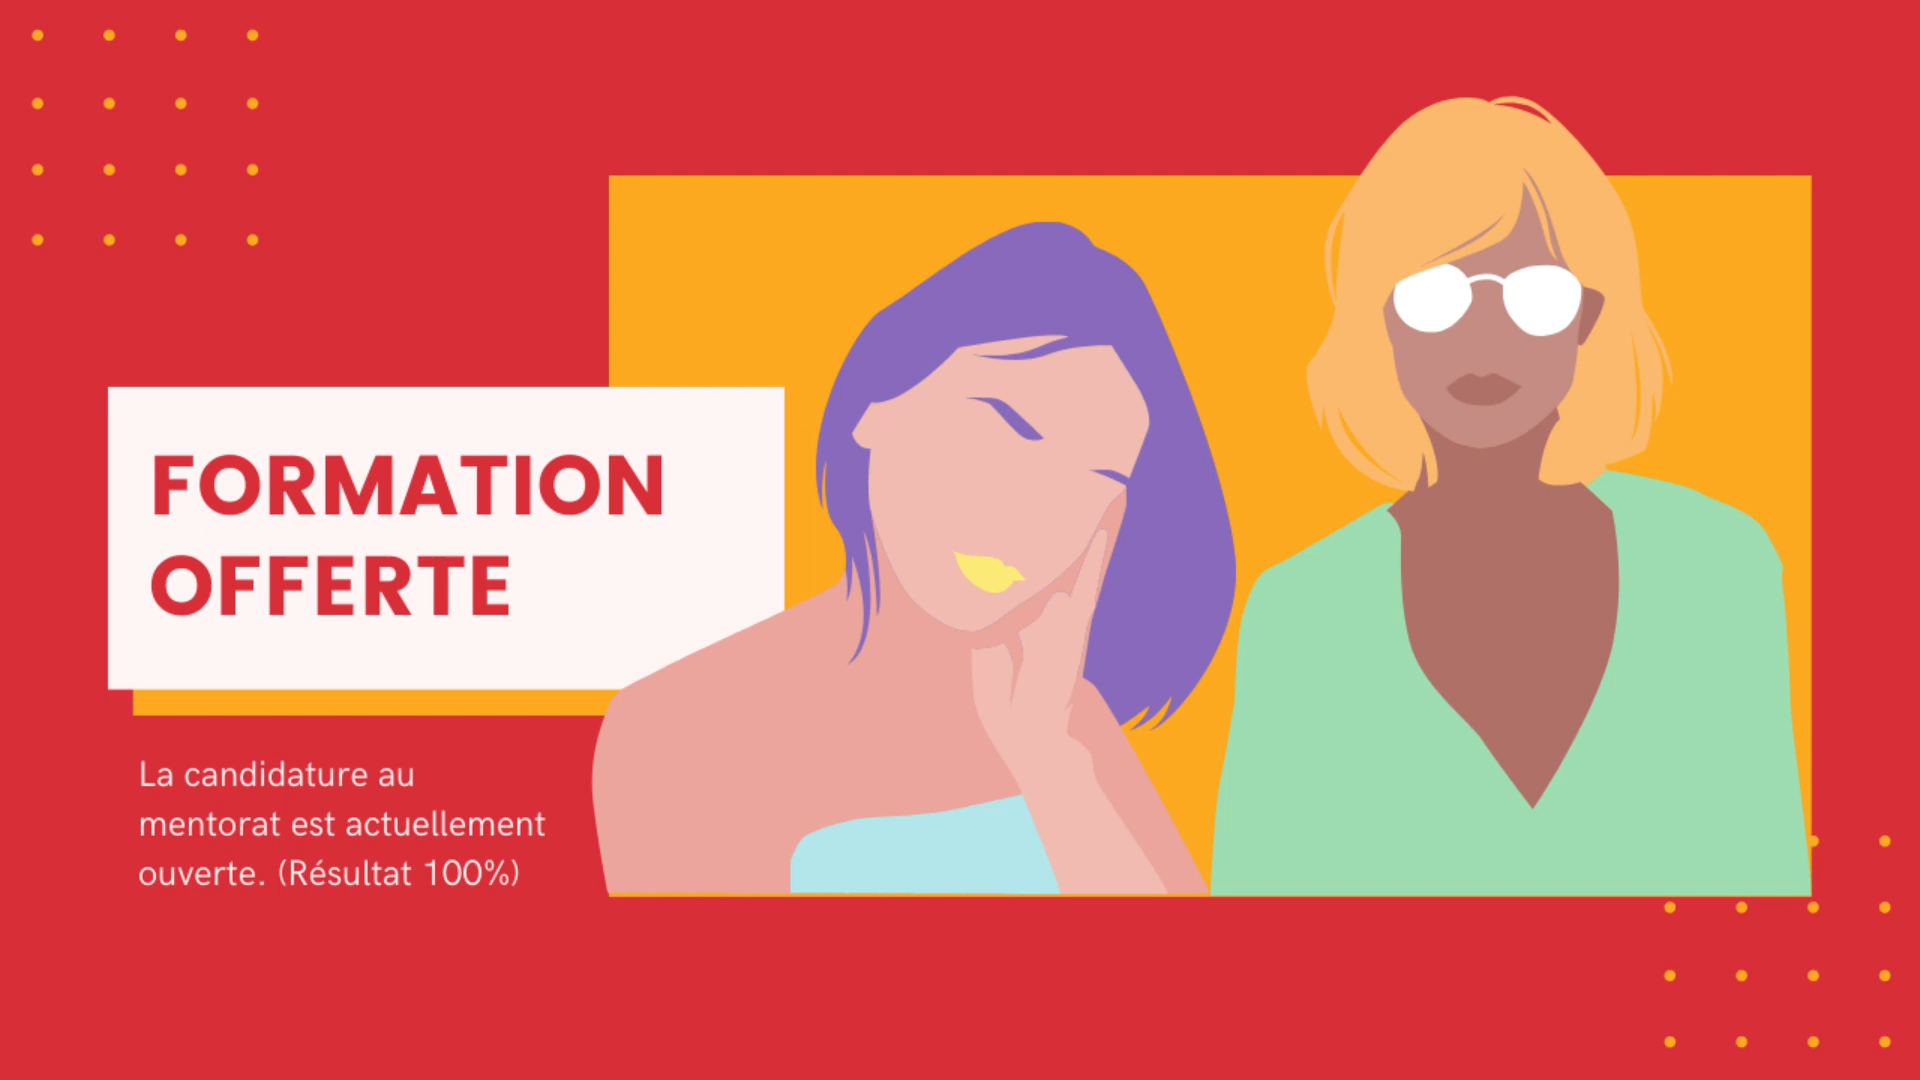 FORMATION
OFFERTE
La candidature au
mentorat est actuellement
ouverte. (Résultat 100%)